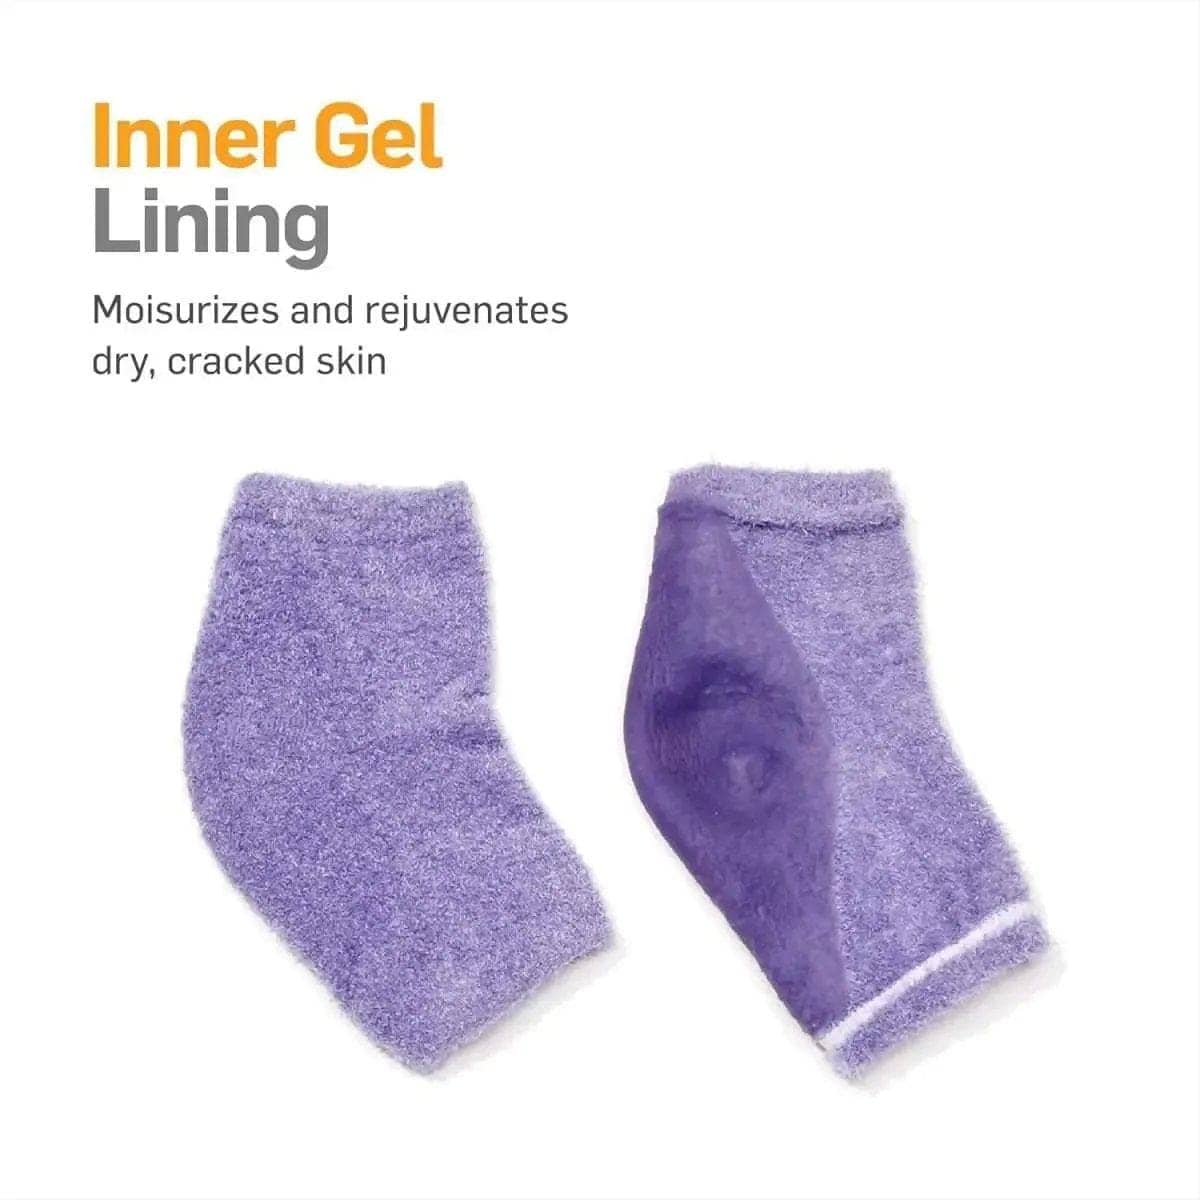 Inner Gel
Lining
Moisurizes and rejuvenates
dry, cracked skin